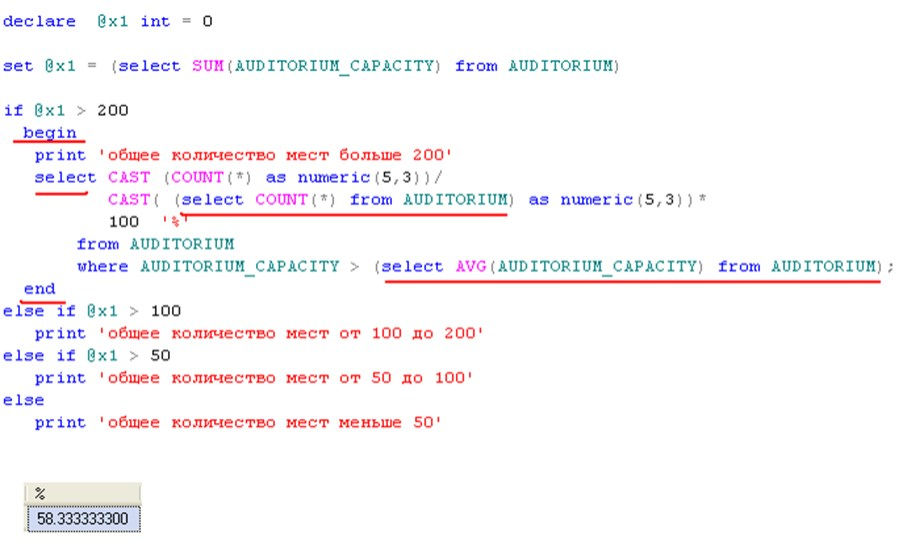 declare  @x1 int = 0
set @x1 = (select SUM(AUDITORIUM_CAPACITY) from AUDITORIUM)
if @x1 > 200
begin
print 'общее количество мест больше 200'
select CAST (COUNT(*) as numeric(5,3))/
CAST( (select COUNT(*) from AUDITORIUM) as numeric(5,3))*
100  '%'
from AUDITORIUM
where AUDITORIUM_CAPACITY > (select AVG(AUDITORIUM_CAPACITY) from AUDITORIUM);
end
else if @x1 > 100
print 'общее количество мест от 100 до 200'
else if @x1 > 50
print 'общее количество мест от 50 до 100'
else
print 'общее количество мест меньше 50'
%
58.333333300